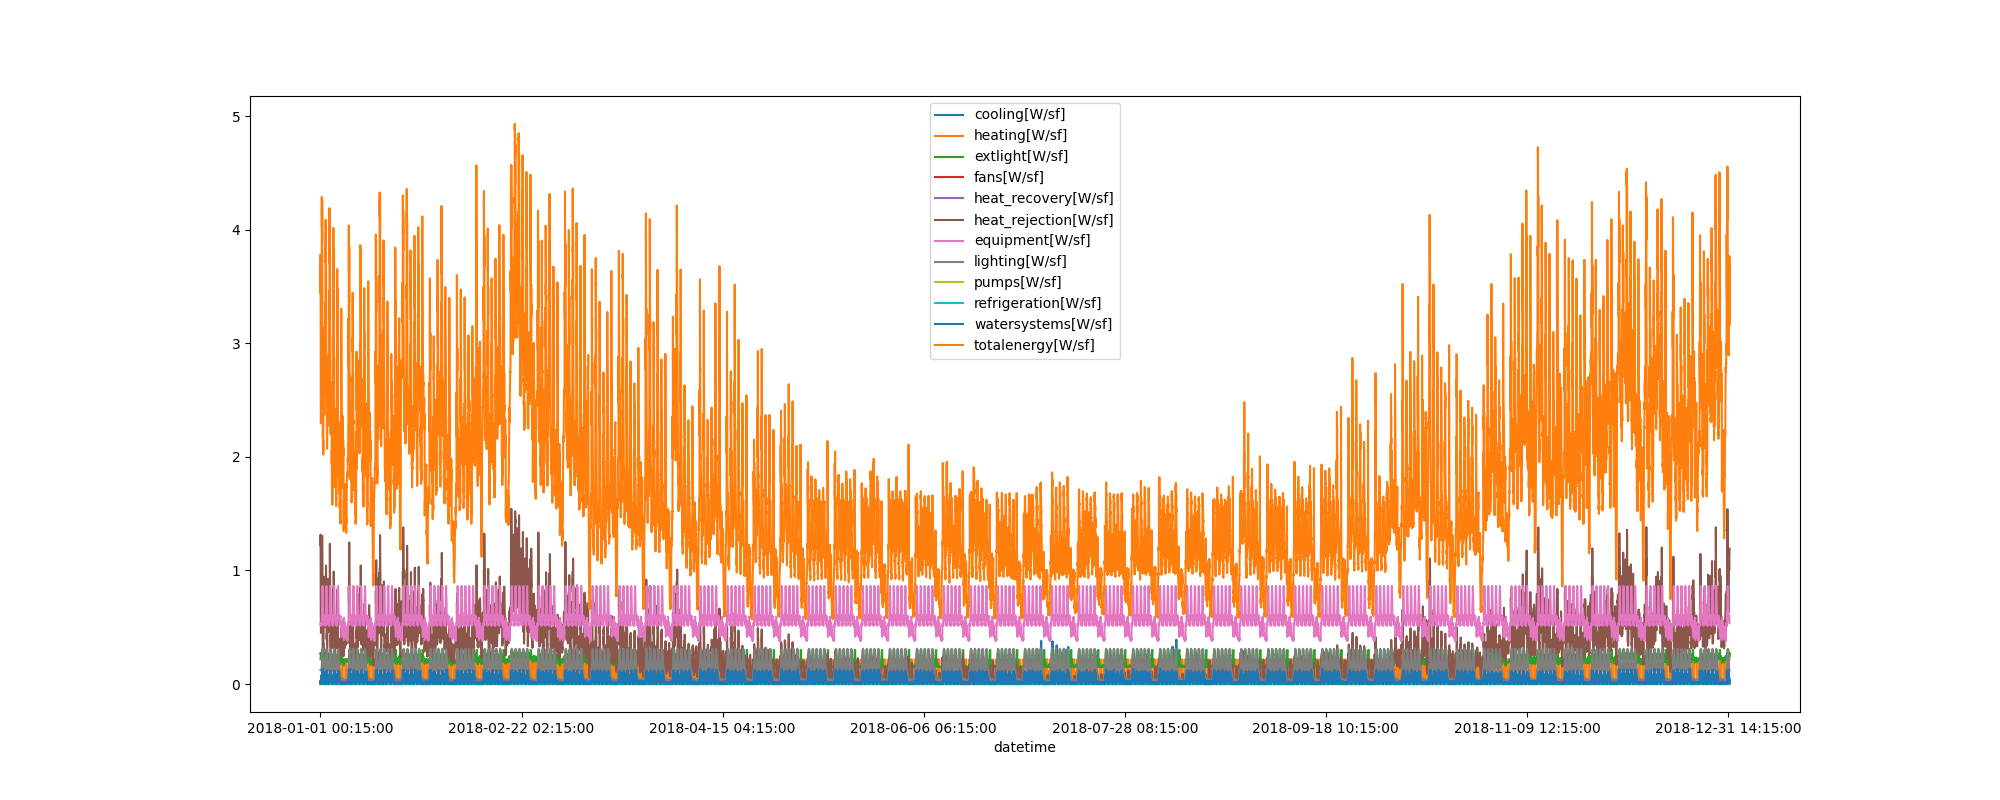 5
4
3
2
1
0
cooling[W/sf]
heating[W/sf]
extlight[W/sf]
fans[W/sf]
heat_recovery[W/sf]
heat_rejection[W/sf]
equipment[W/sf]
lighting[W/sf]
pumps[W/sf]
refrigeration[W/sf]
watersystems[W/sf]
totalenergy[W/sf]
2018-01-01 00:15:00
2018-02-22 02:15:00
2018-04-15 04:15:00
2018-06-06 06:15:00
2018-07-28 08:15:00
2018-09-18 10:15:00
2018-11-09 12:15:00
2018-12-31 14:15:00
datetime